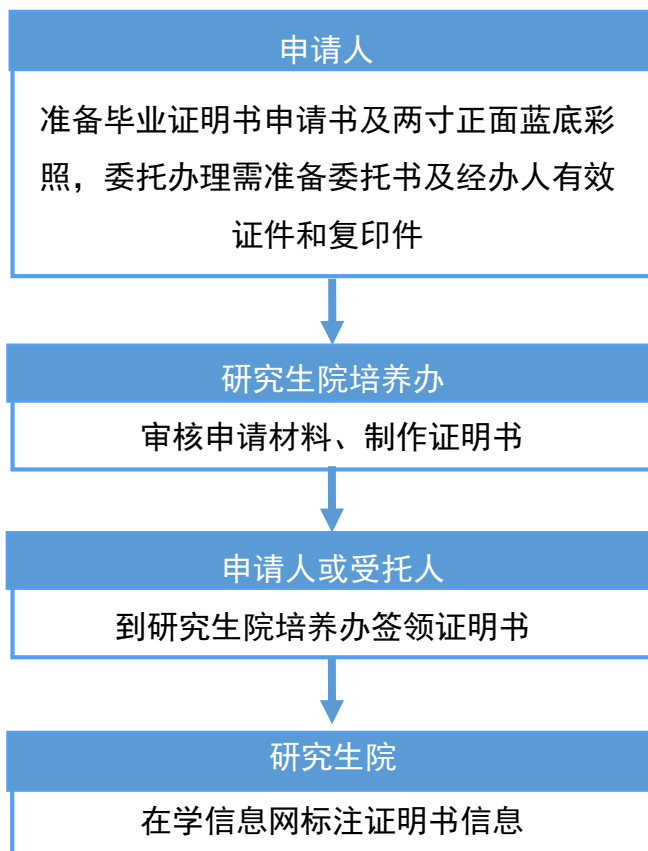 申请人
准备毕业证明书申请书及两寸正面蓝底彩
照，委托办理需准备委托书及经办人有效
证件和复印件
研究生院培养办
审核申请材料、制作证明书
申请人或受托人
到研究生院培养办签领证明书
研究生院
在学信息网标注证明书信息